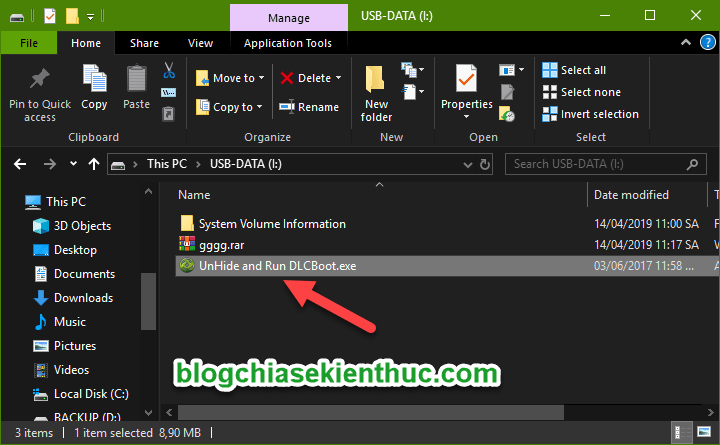 Manage
USB-DATA (I:)
File
Home
Share
View
Application Tools
Pin to Quick access
Copy
Paste
Clipboard
Move to
Copy to
Delete
Rename
Organize
New folder
New
Properties
Open
Select all
Select none
Invert selection
Select
This PC
USB-DATA (I:)
Search USB-DATA (I:)
This PC
3D Objects
Desktop
Documents
Downloads
Music
Pictures
Videos
Local Disk (C:)
BACKUP (D:)
Name
Date modified
T
System Volume Information
14/04/2019 11:00 SA
F
gggg.rar
14/04/2019 11:17 SA
W
UnHide and Run DLCBoot.exe
03/06/2017 11:58 ...
A
blogchiasekienthuc.com
3 items
1 item selected 8,90 MB